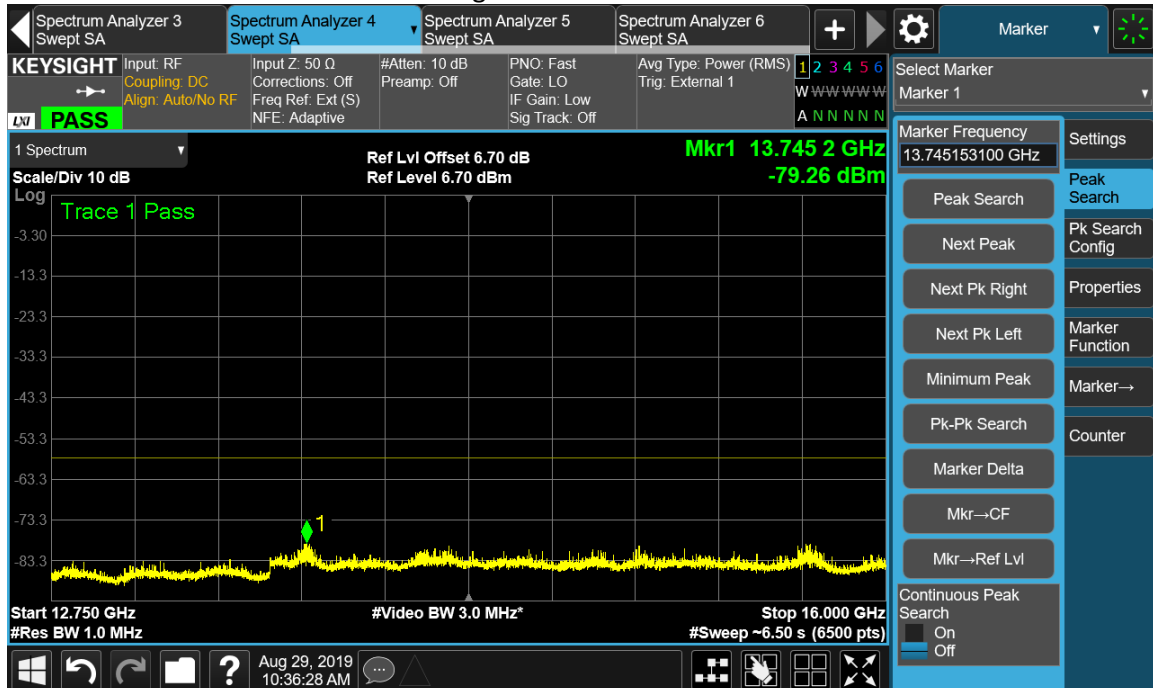 Spectrum Analyzer 3
Swept SA
Spectrum Analyzer 4
Swept SA
Spectrum Analyzer 5
Swept SA
Spectrum Analyzer 6
Swept SA
+
Marker
KEYSIGHT
LXI
PASS
Input: RF
Coupling: DC
Align: Auto/No RF
Input Z: 50 Ω
Corrections: Off
Freq Ref: Ext (S)
NFE: Adaptive
#Atten: 10 dB
Preamp: Off
PNO: Fast
Gate: LO
IF Gain: Low
Sig Track: Off
Avg Type: Power (RMS)
Trig: External 1
1 2 3 4 5 6
W W W W W W
A N N N N N
Select Marker
Marker 1
1 Spectrum
Scale/Div 10 dB
Ref Lvl Offset 6.70 dB
Ref Level 6.70 dBm
Mkr1 13.745 2 GHz
-79.26 dBm
Log
Trace 1 Pass
-3.30
-13.3
-23.3
-33.3
-43.3
-53.3
-63.3
-73.3
-83.3
1
Start 12.750 GHz
#Res BW 1.0 MHz
#Video BW 3.0 MHz*
Stop 16.000 GHz
#Sweep ~6.50 s (6500 pts)
Marker Frequency
13.745153100 GHz
Peak Search
Next Peak
Next Pk Right
Next Pk Left
Minimum Peak
Pk-Pk Search
Marker Delta
Mkr→CF
Mkr→Ref Lvl
Continuous Peak
Search
On
Off
Settings
Peak
Search
Pk Search
Config
Properties
Marker
Function
Marker→
Counter
?
Aug 29, 2019
10:36:28 AM